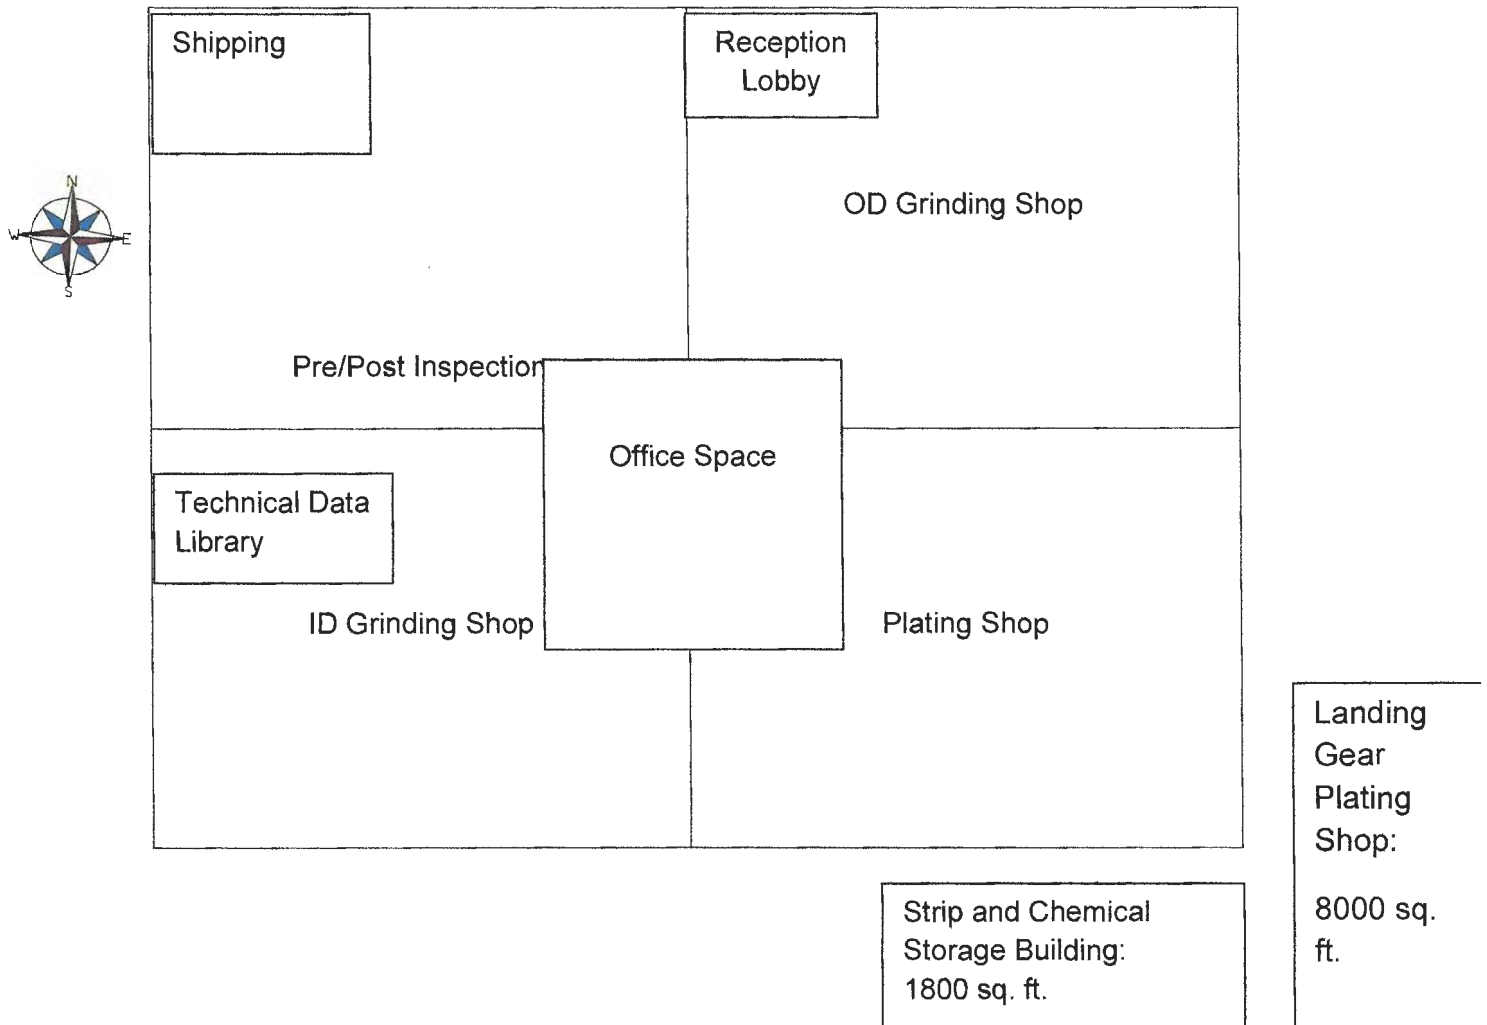 Shipping
Reception
Lobby
N
W
E
S
OD Grinding Shop
Pre/Post Inspection
Office Space
Technical Data
Library
ID Grinding Shop
Plating Shop
Landing
Gear
Plating
Shop:
8000 sq.
ft.
Strip and Chemical
Storage Building:
1800 sq. ft.